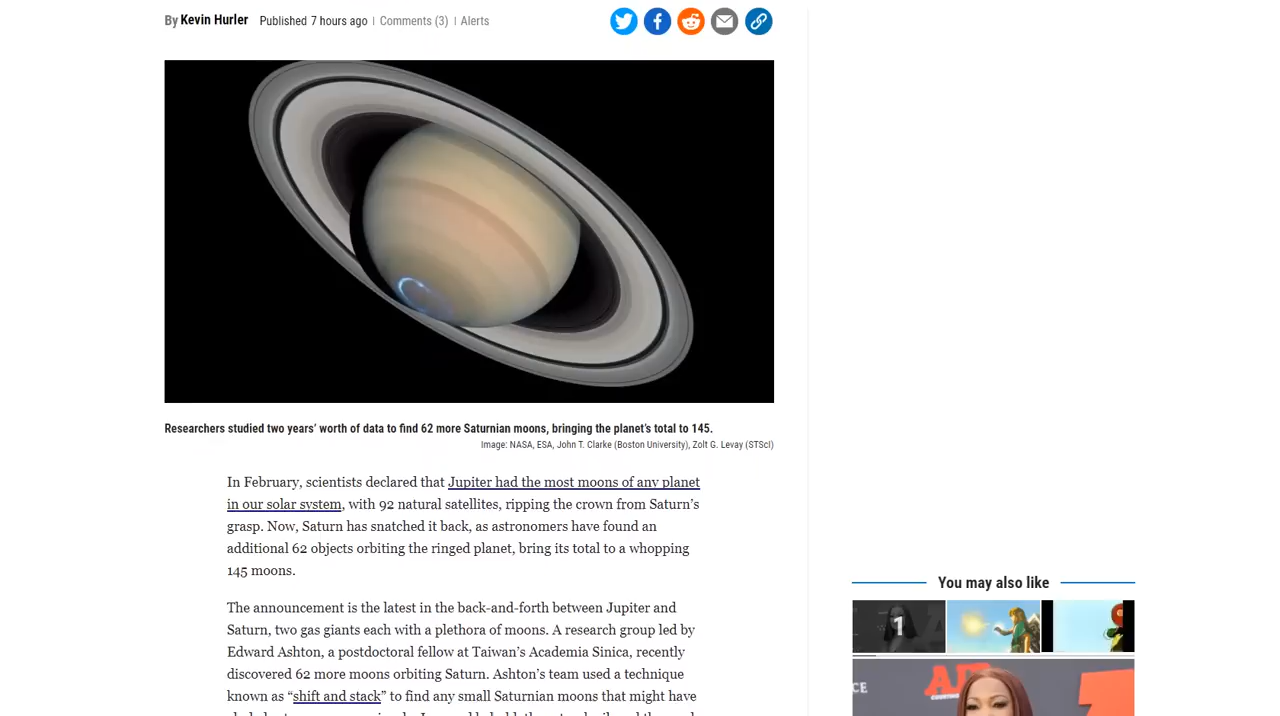 By Kevin Hurler Published 7 hours ago | Comments (3) | Alerts
Researchers studied two years' worth of data to find 62 more Saturnian moons, bringing the planet's total to 145.
Image: NASA, ESA, John T. Clarke (Boston University), Zolt G. Levay (STScI)
In February, scientists declared that Jupiter had the most moons of any planet
in our solar system, with 92 natural satellites, ripping the crown from Saturn's
grasp. Now, Saturn has snatched it back, as astronomers have found an
additional 62 objects orbiting the ringed planet, bring its total to a whopping
145 moons.
The announcement is the latest in the back-and-forth between Jupiter and
Saturn, two gas giants each with a plethora of moons. A research group led by
Edward Ashton, a postdoctoral fellow at Taiwan's Academia Sinica, recently
discovered 62 more moons orbiting Saturn. Ashton's team used a technique
known as "shift and stack" to find any small Saturnian moons that might have
You may also like
1